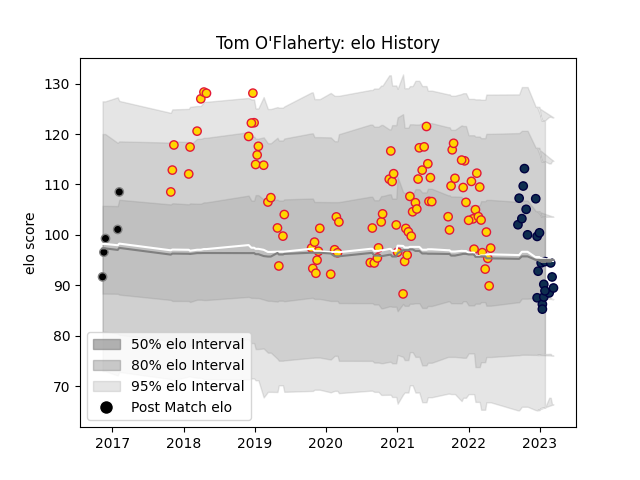 Tom O'Flaherty: elo History
elo score
130
120
110
100
90
80
70
50% elo Interval
80% elo Interval
95% elo Interval
Post Match elo
2017 2018 2019 2020 2021 2022 2023